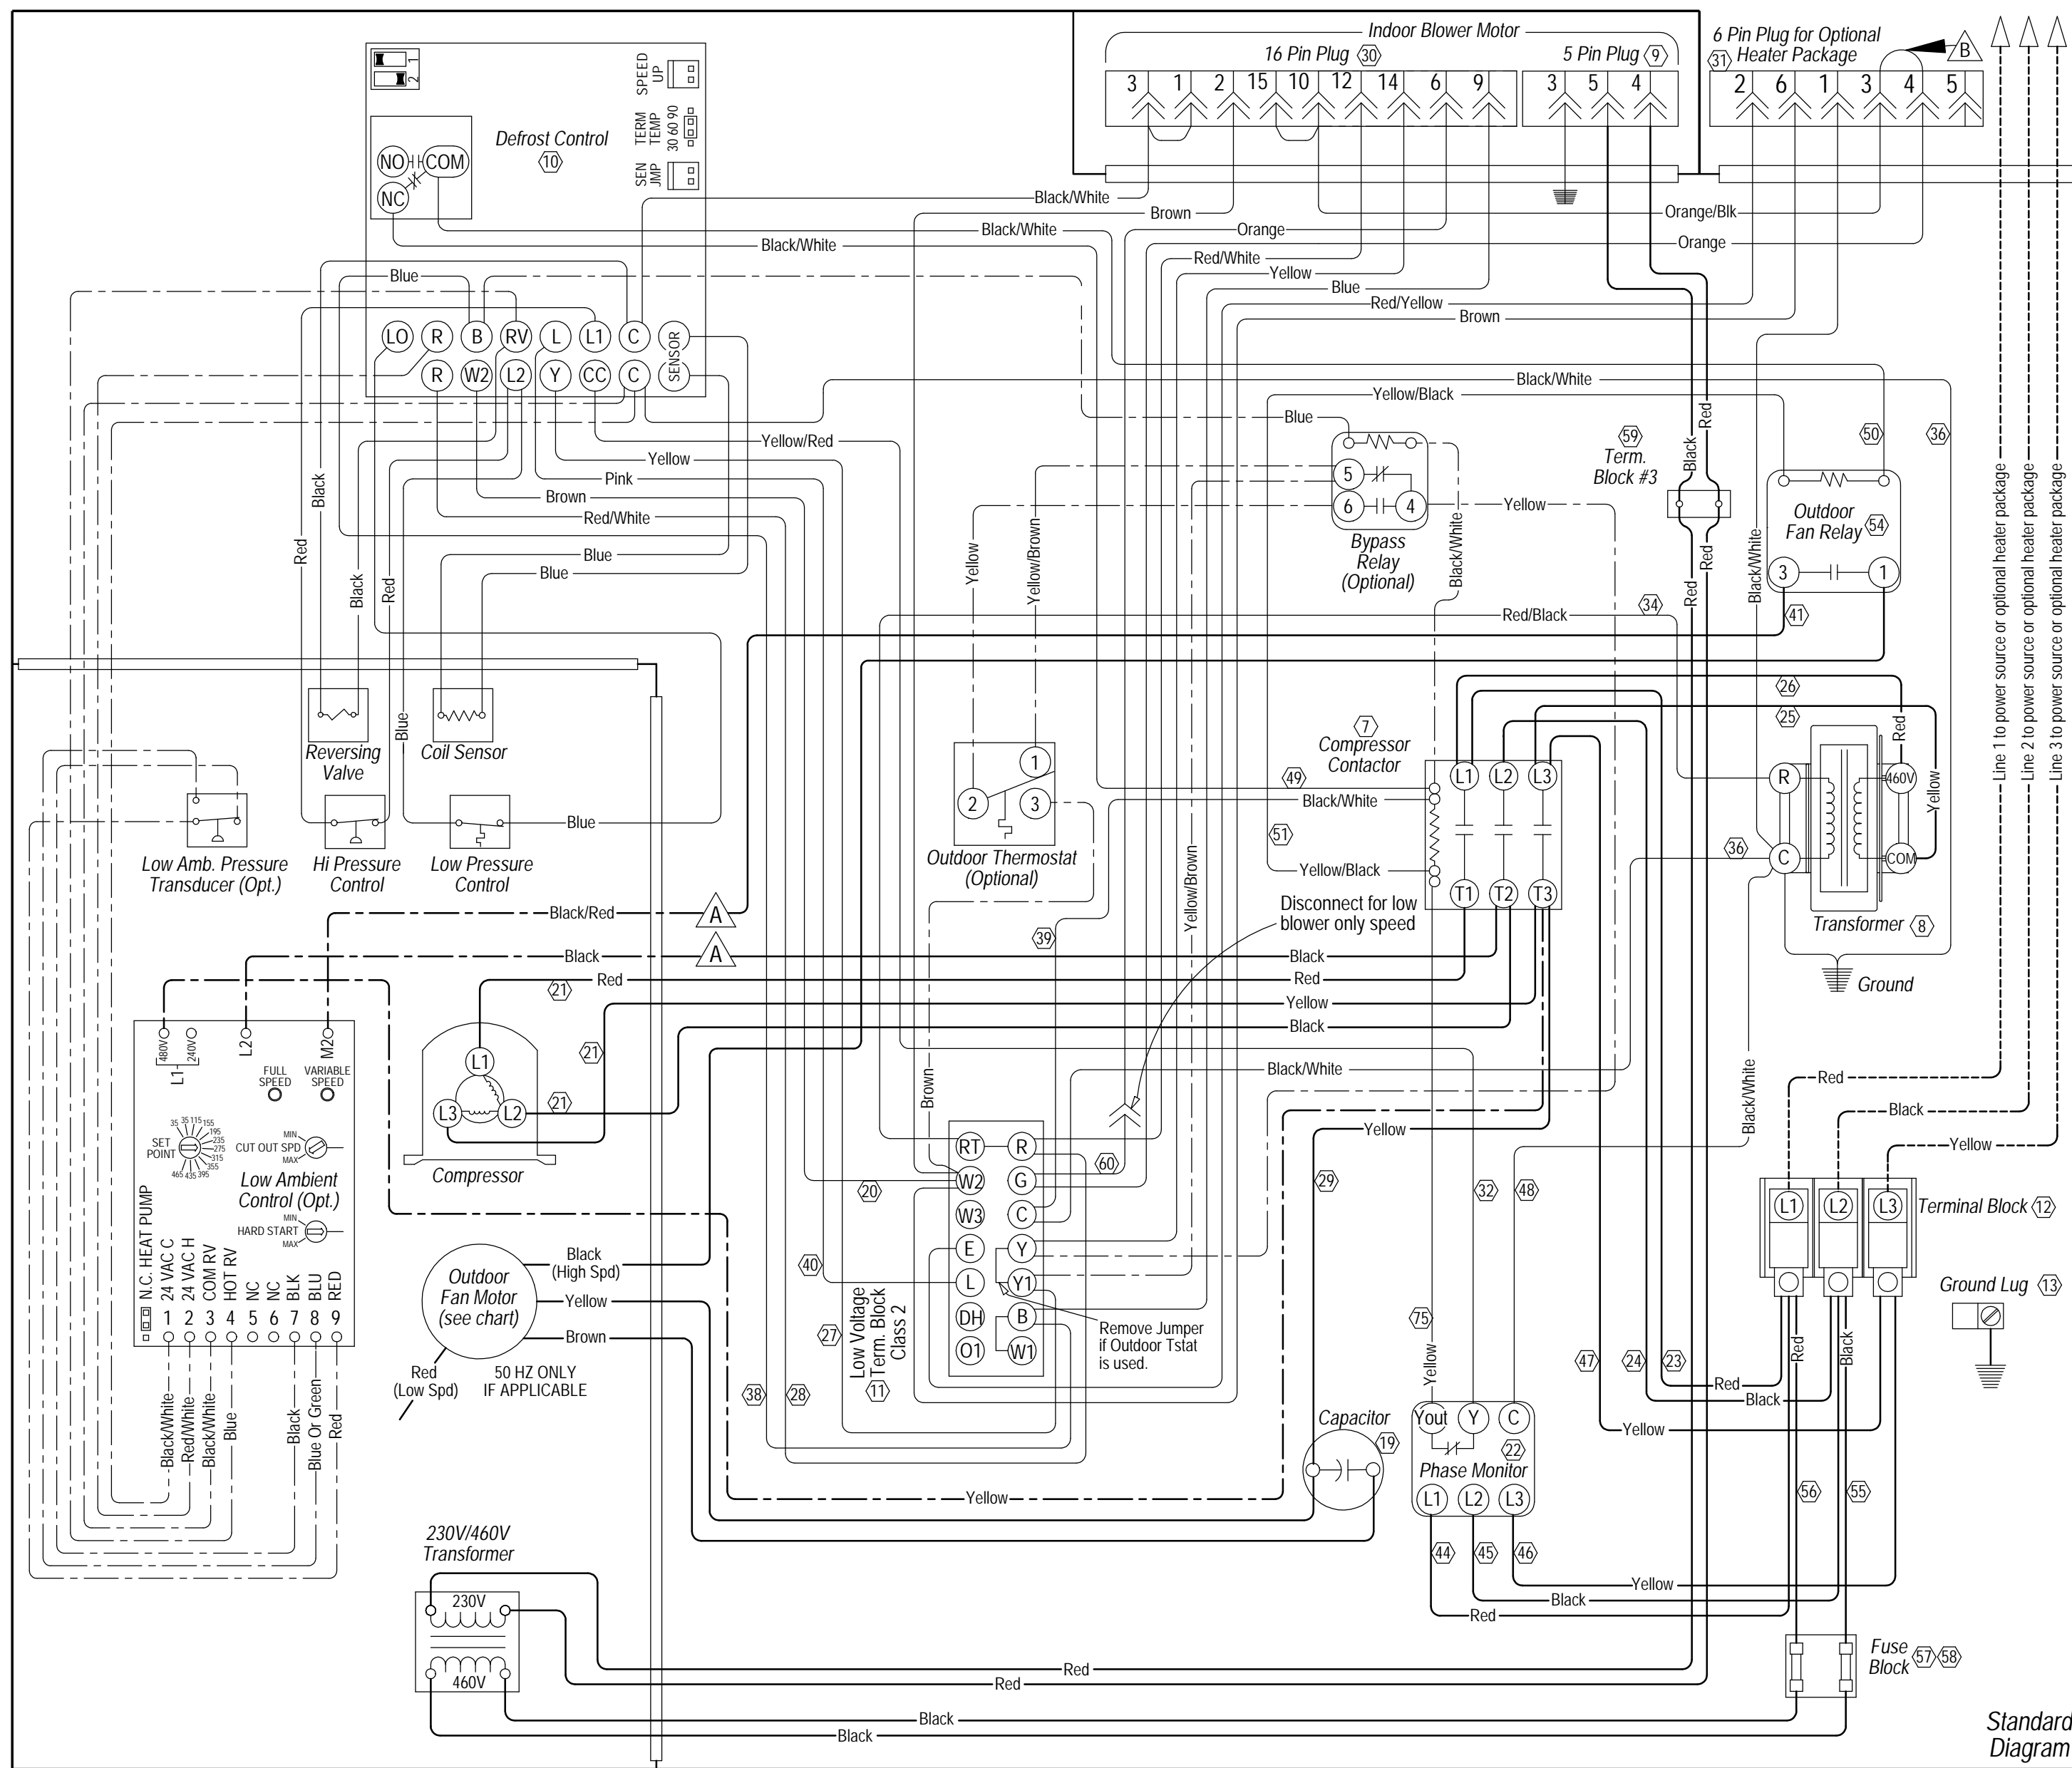 Indoor Blower Motor
16 Pin Plug 30
5 Pin Plug 9
6 Pin Plug for Optional
31 Heater Package
B
3 1 2 15 10 12 14 6 9
3 5 4
2 6 1 3 4 5
1
2
SPEED
UP
TERM
TEMP
30 60 90
SEN
JMP
Defrost Control
10
NO COM
NC
Black/White
Brown
Orange/Blk
Black/White
Orange
Black/White
Orange
Red/White
Yellow
Blue
Blue
Red/Yellow
Brown
LO R B RV L L1 C
SENSOR
R W2 L2 Y CC C
Black/White
Yellow/Black
Blue
Yellow/Red
Yellow
Pink
Brown
Red/White
Blue
Blue
Black
Red
Black
Red
Blue
59
Term.
Block #3
Black
Red
Red
Red
50
36
Outdoor
Fan Relay 54
3 1
41
5
6 4
Yellow
Bypass
Relay
(Optional)
Black/White
Yellow
Yellow/Brown
Black/White
Red/Black
34
Line 1 to power source or optional heater package
Line 2 to power source or optional heater package
Line 3 to power source or optional heater package
26
25
Red
Yellow
Reversing
Valve
Coil Sensor
7
Compressor
Contactor
L1 L2 L3
T1 T2 T3
49
Black/White
51
Yellow/Black
R
C
460V
COM
36
Transformer 8
Ground
1
2 3
Outdoor Thermostat
(Optional)
Low Amb. Pressure
Transducer (Opt.)
Hi Pressure
Control
Low Pressure
Control
Blue
Disconnect for low
blower only speed
Yellow/Brown
39
Black/Red
A
Black
A
Black
21
Red
Red
Yellow
Black
21
21
Black/White
Brown
L1
L3 L2
Compressor
480V
240V
L1
L2
M2
FULL
SPEED
VARIABLE
SPEED
SET
POINT
35 35 115 155
195
235
275
315
355
465 435 395
MIN
CUT OUT SPD
MAX
Low Ambient
Control (Opt.)
MIN
HARD START
MAX
N.C. HEAT PUMP
24 VAC C
24 VAC H
COM RV
HOT RV
NC
NC
BLK
BLU
RED
1 2 3 4 5 6 7 8 9
Black/White
Red/White
Black/White
Blue
Black
Blue Or Green
Red
Outdoor
Fan Motor
(see chart)
Black
(High Spd)
Yellow
Brown
Red
(Low Spd)
50 HZ ONLY
IF APPLICABLE
RT R
W2 G
W3 C
E Y
L Y1
DH B
O1 W1
60
20
40
27
38
28
Low Voltage
Term. Block
Class 2
11
Remove Jumper
if Outdoor Tstat
is used.
Yellow
29
32
48
75
Yellow
Black/White
Red
Black
Yellow
L1 L2 L3
Terminal Block 12
Ground Lug 13
Red
Black
47
24
23
Red
Black
Yellow
Capacitor
19
Yout Y C
22
Phase Monitor
L1 L2 L3
44
45
46
56
55
Yellow
Yellow
Black
Red
230V/460V
Transformer
230V
460V
Red
Red
Black
Black
Fuse
Block 57 58
Standard
Diagram